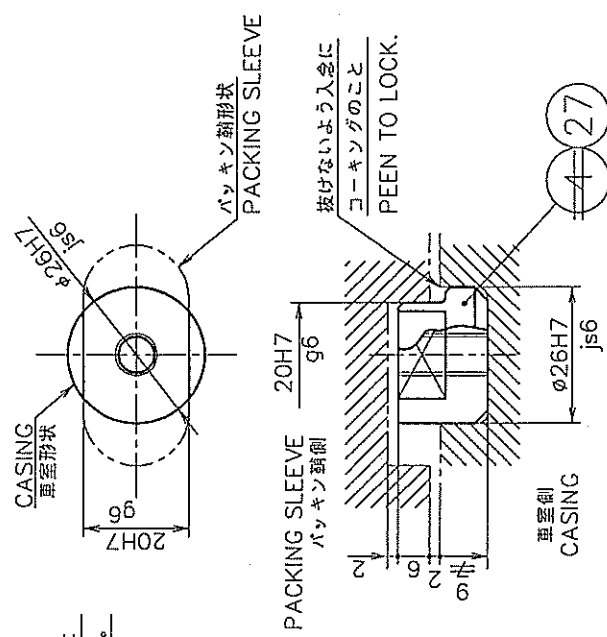 CASING
車室形状
φ26H7
js6
20H7
g6
パッキン鞘形状
PACKING SLEEVE
PACKING SLEEVE
パッキン鞘側
20H7
g6
抜けないよう入念に
コーキングのこと
PEEN TO LOCK.
2
6
2
9
4
27
φ26H7
js6
車室側
CASING